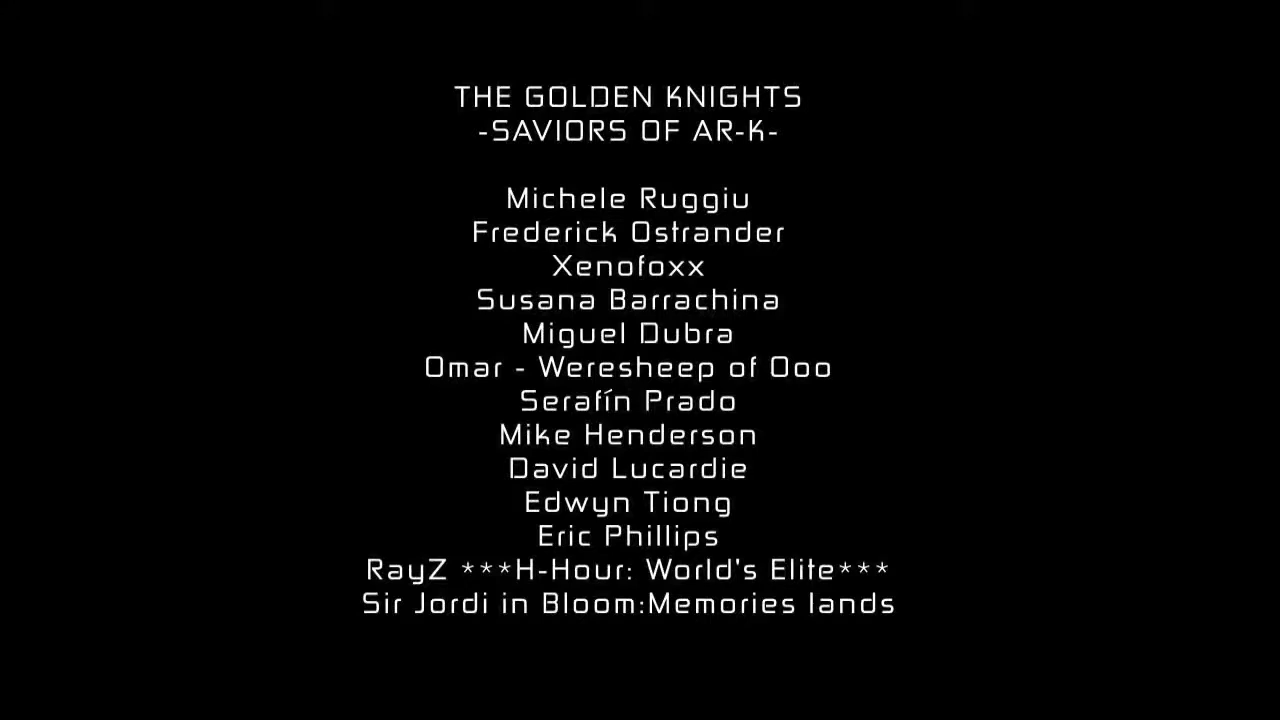 THE GOLDEN KNIGHTS
-SAVIORS OF AR-K-
Michele Ruggiu
Frederick Ostrander
Xenofoxx
Susana Barrachina
Miguel Dubra
Omar - Weresheep of Ooo
Serafín Prado
Mike Henderson
David Lucardie
Edwyn Tiong
Eric Phillips
RayZ ***H-Hour: World's Elite***
Sir Jordi in Bloom:Memories lands